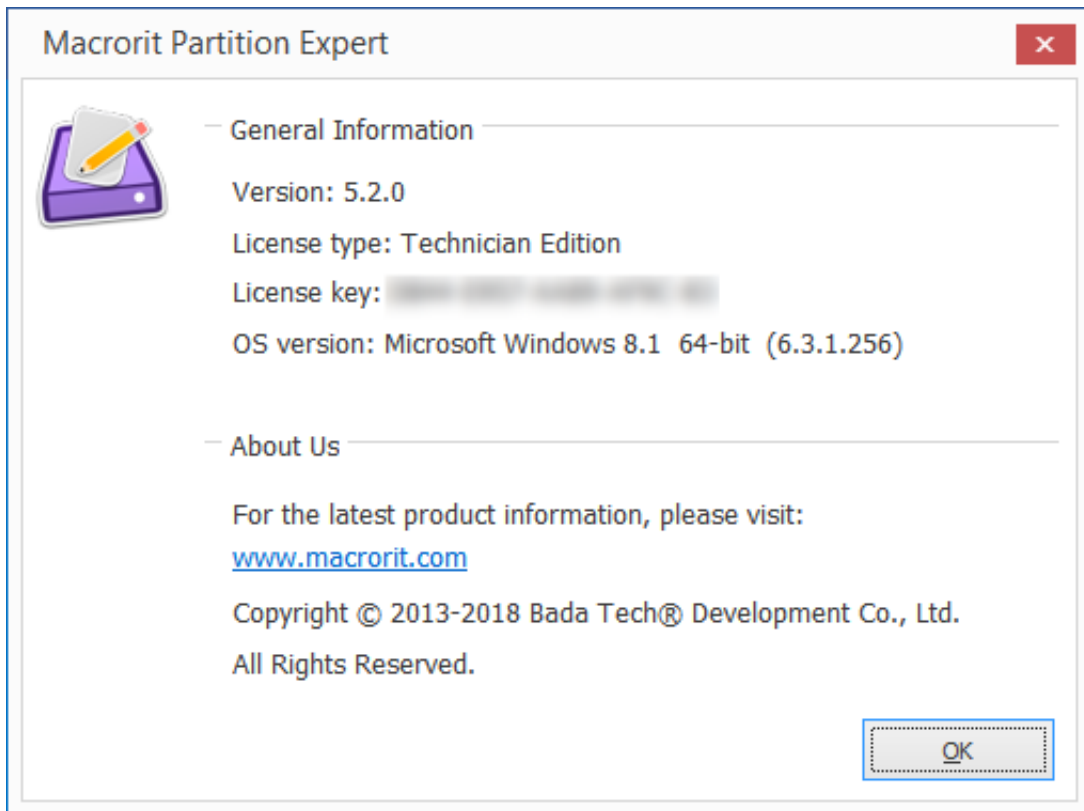 Macrorit Partition Expert
General Information
Version: 5.2.0
License type: Technician Edition
License key:
OS version: Microsoft Windows 8.1 64-bit (6.3.1.256)
About Us
For the latest product information, please visit:
www.macrorit.com
Copyright © 2013-2018 Bada Tech® Development Co., Ltd.
All Rights Reserved.
OK